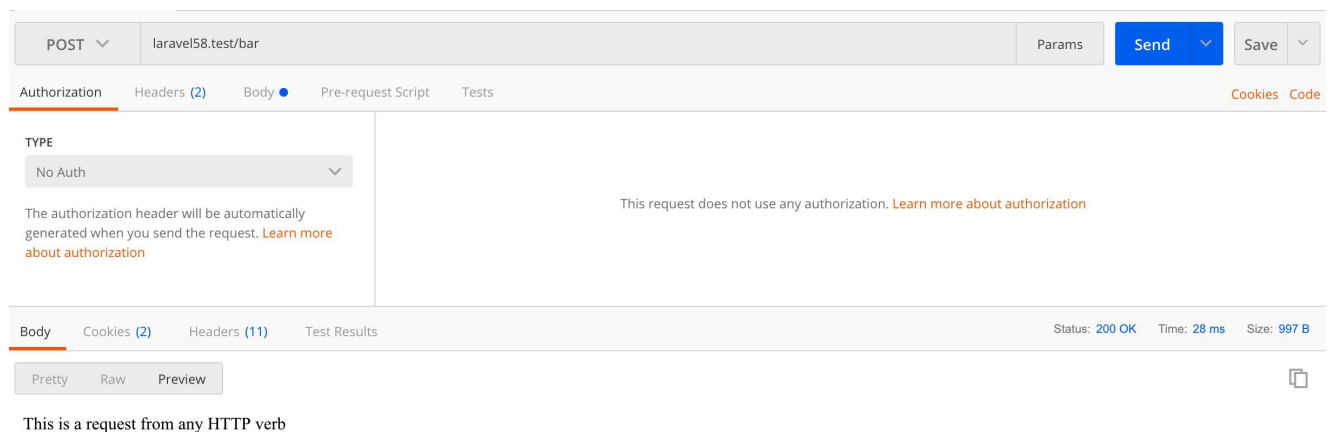 POST laravel58.test/bar Params Send Save
Authorization Headers (2) Body Pre-request Script Tests Cookies Code
TYPE
No Auth
The authorization header will be automatically
generated when you send the request. Learn more
about authorization
This request does not use any authorization. Learn more about authorization
Body Cookies (2) Headers (11) Test Results Status: 200 OK Time: 28 ms Size: 997 B
Pretty Raw Preview
This is a request from any HTTP verb